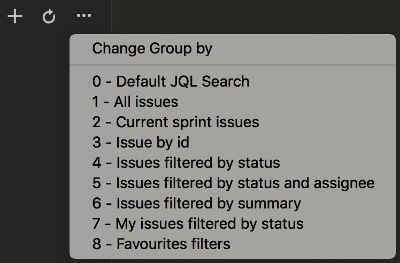 Change Group by
0 - Default JQL Search
1 - All issues
2 - Current sprint issues
3 - Issue by id
4 - Issues filtered by status
5 - Issues filtered by status and assignee
6 - Issues filtered by summary
7 - My issues filtered by status
8 - Favourites filters